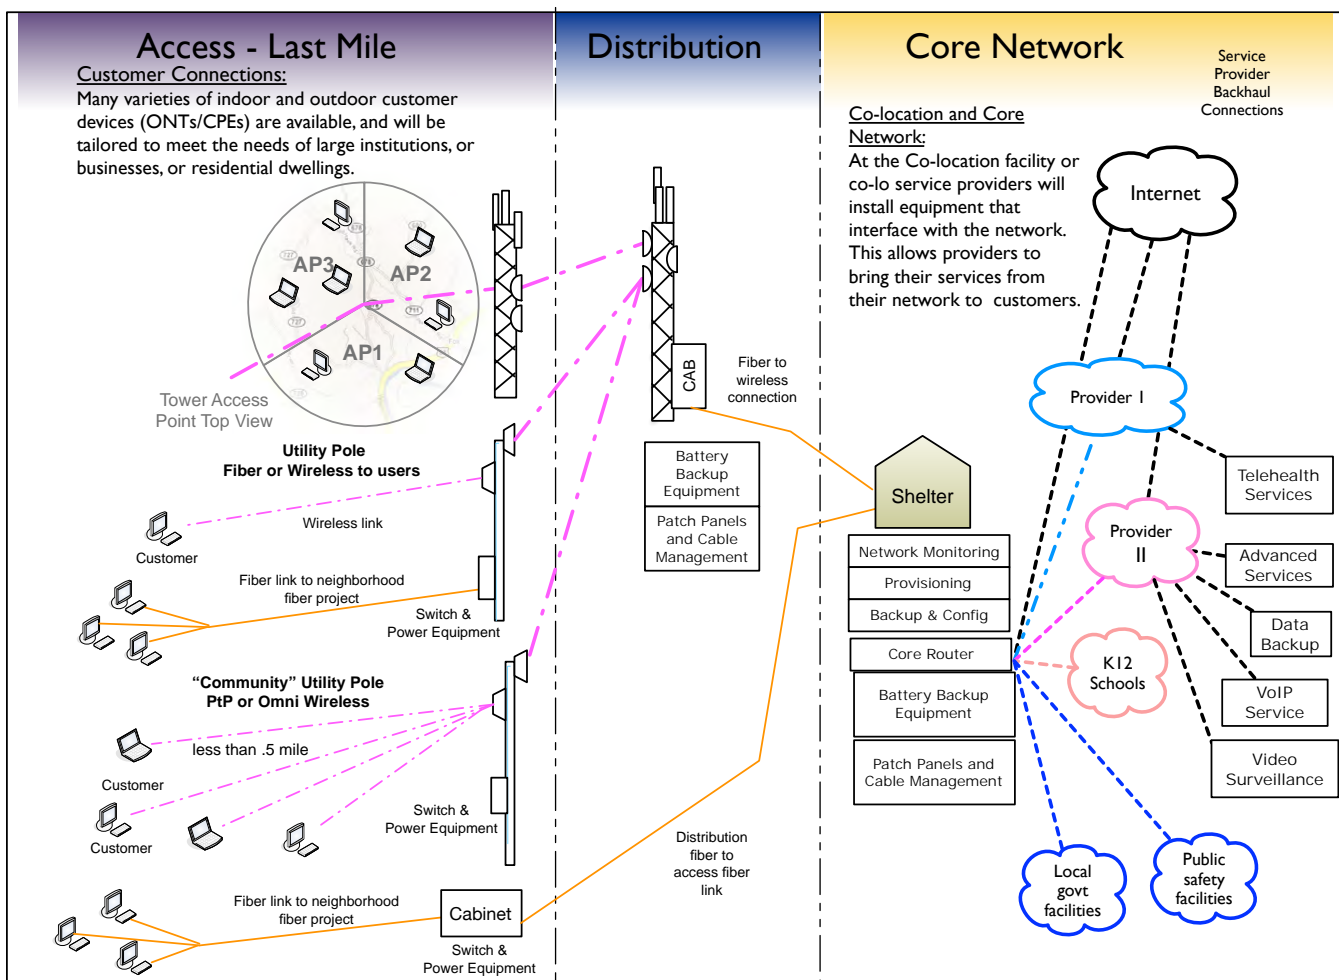 Access - Last Mile
Distribution
Core Network
Customer Connections:
Many varieties of indoor and outdoor customer
devices (ONTs/CPEs) are available, and will be
tailored to meet the needs of large institutions, or
businesses, or residential dwellings.
Service
Provider
Backhaul
Connections
Co-location and Core
Network:
At the Co-location facility or
co-lo service providers will
install equipment that
interface with the network.
This allows providers to
bring their services from
their network to customers.
Internet
AP3
AP2
AP1
Tower Access
Point Top View
CAB
Fiber to
wireless
connection
Provider I
Utility Pole
Fiber or Wireless to users
Battery
Backup
Equipment
Patch Panels
and Cable
Management
Shelter
Telehealth
Services
Wireless link
Customer
Provider
II
Network Monitoring
Provisioning
Backup & Config
Core Router
Battery Backup
Equipment
Patch Panels and
Cable Management
Advanced
Services
Fiber link to neighborhood
fiber project
Switch &
Power Equipment
Data
Backup
K12
Schools
"Community" Utility Pole
PtP or Omni Wireless
VoIP
Service
less than .5 mile
Video
Surveillance
Customer
Customer
Switch &
Power Equipment
Distribution
fiber to
access fiber
link
Local
govt
facilities
Public
safety
facilities
Fiber link to neighborhood
fiber project
Cabinet
Switch &
Power Equipment